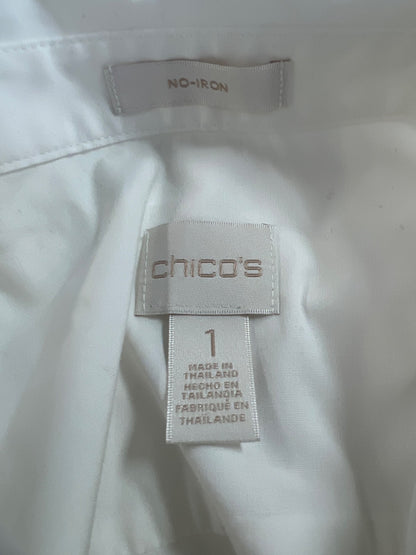 NO-IRON
chico's
1
MADE IN
THAILAND
HECHO EN
TAILANDIA
FABRIQUÉ EN
THAÏLANDE